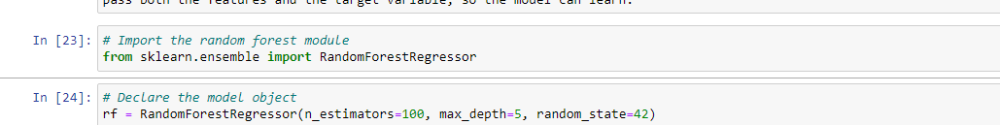 pass both the features and the target variable, so the model can learn.
In [23]: # Import the random forest module
from sklearn.ensemble import RandomForestRegressor
In [24]: # Declare the model object
rf = RandomForestRegressor(n_estimators=100, max_depth=5, random_state=42)